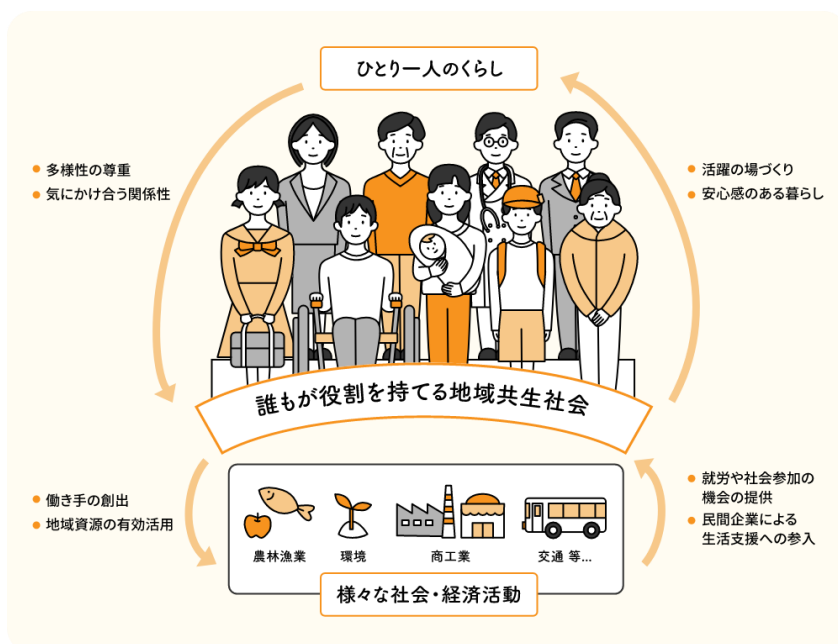 ひとり一人のくらし
● 多様性の尊重
● 気にかけ合う関係性
● 活躍の場づくり
● 安心感のある暮らし
誰もが役割を持てる地域共生社会
● 働き手の創出
● 地域資源の有効活用
農林漁業
環境
商工業
交通 等...
● 就労や社会参加の
機会の提供
● 民間企業による
生活支援への参入
様々な社会・経済活動